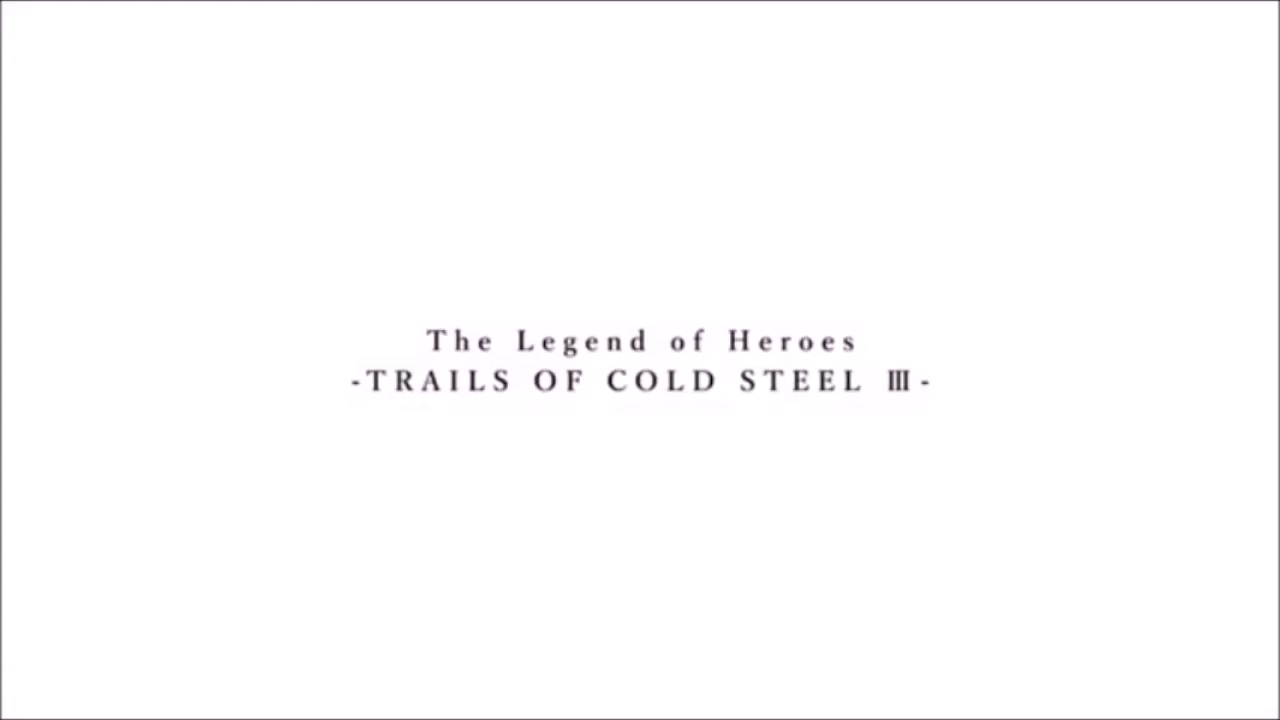 The Legend of Heroes
-TRAILS OF COLD STEEL Ⅲ-